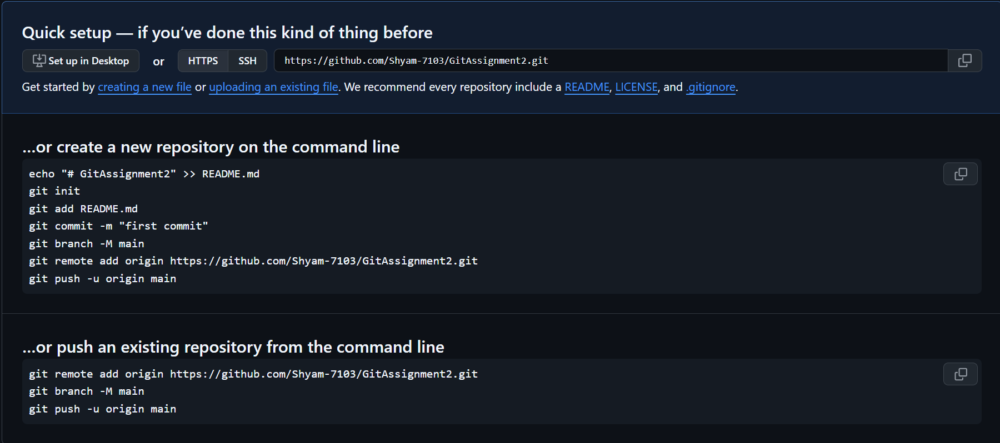 Quick setup — if you’ve done this kind of thing before
Set up in Desktop or HTTPS SSH https://github.com/Shyam-7103/GitAssignment2.git
Get started by creating a new file or uploading an existing file. We recommend every repository include a README, LICENSE, and .gitignore.
…or create a new repository on the command line
echo "# GitAssignment2" >> README.md
git init
git add README.md
git commit -m "first commit"
git branch -M main
git remote add origin https://github.com/Shyam-7103/GitAssignment2.git
git push -u origin main
…or push an existing repository from the command line
git remote add origin https://github.com/Shyam-7103/GitAssignment2.git
git branch -M main
git push -u origin main